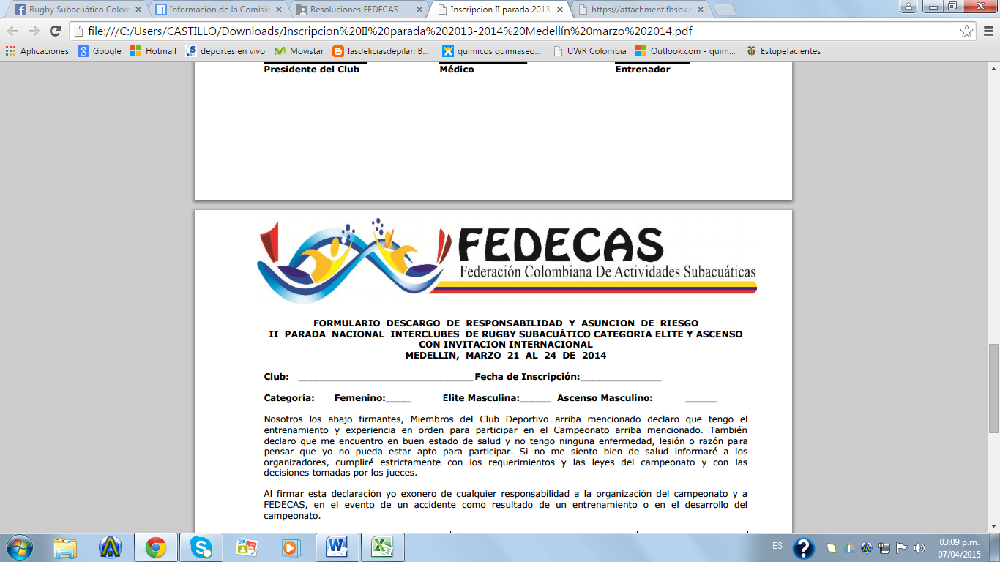 Rugby Subacuático Colom
Información de la Comisió
Resoluciones FEDECAS
Inscripcion II parada 2013
https://attachment.fbsbx.c
file:///C:/Users/CASTILLO/Downloads/Inscripcion%20II%20parada%202013-2014%20Medellín%20marzo%202014.pdf
Aplicaciones Google Hotmail deportes en vivo Movistar lasdeliciasdepilar: B... quimicos quimiaseo... UWR Colombia Outlook.com - quim... Estupefacientes
Presidente del Club Médico Entrenador
FEDECAS
Federación Colombiana De Actividades Subacuáticas
FORMULARIO DESCARGO DE RESPONSABILIDAD Y ASUNCION DE RIESGO
II PARADA NACIONAL INTERCLUBES DE RUGBY SUBACUÁTICO CATEGORIA ELITE Y ASCENSO
CON INVITACION INTERNACIONAL
MEDELLIN, MARZO 21 AL 24 DE 2014
Club: ____________________________ Fecha de Inscripción:_____________
Categoría: Femenino:____ Elite Masculina:_____ Ascenso Masculino: _____
Nosotros los abajo firmantes, Miembros del Club Deportivo arriba mencionado declaro que tengo el
entrenamiento y experiencia en orden para participar en el Campeonato arriba mencionado. También
declaro que me encuentro en buen estado de salud y no tengo ninguna enfermedad, lesión o razón para
pensar que yo no pueda estar apto para participar. Si no me siento bien de salud informaré a los
organizadores, cumpliré estrictamente con los requerimientos y las leyes del campeonato y con las
decisiones tomadas por los jueces.
Al firmar esta declaración yo exonero de cualquier responsabilidad a la organización del campeonato y a
FEDECAS, en el evento de un accidente como resultado de un entrenamiento o en el desarrollo del
campeonato.
ES
03:09 p.m.
07/04/2015